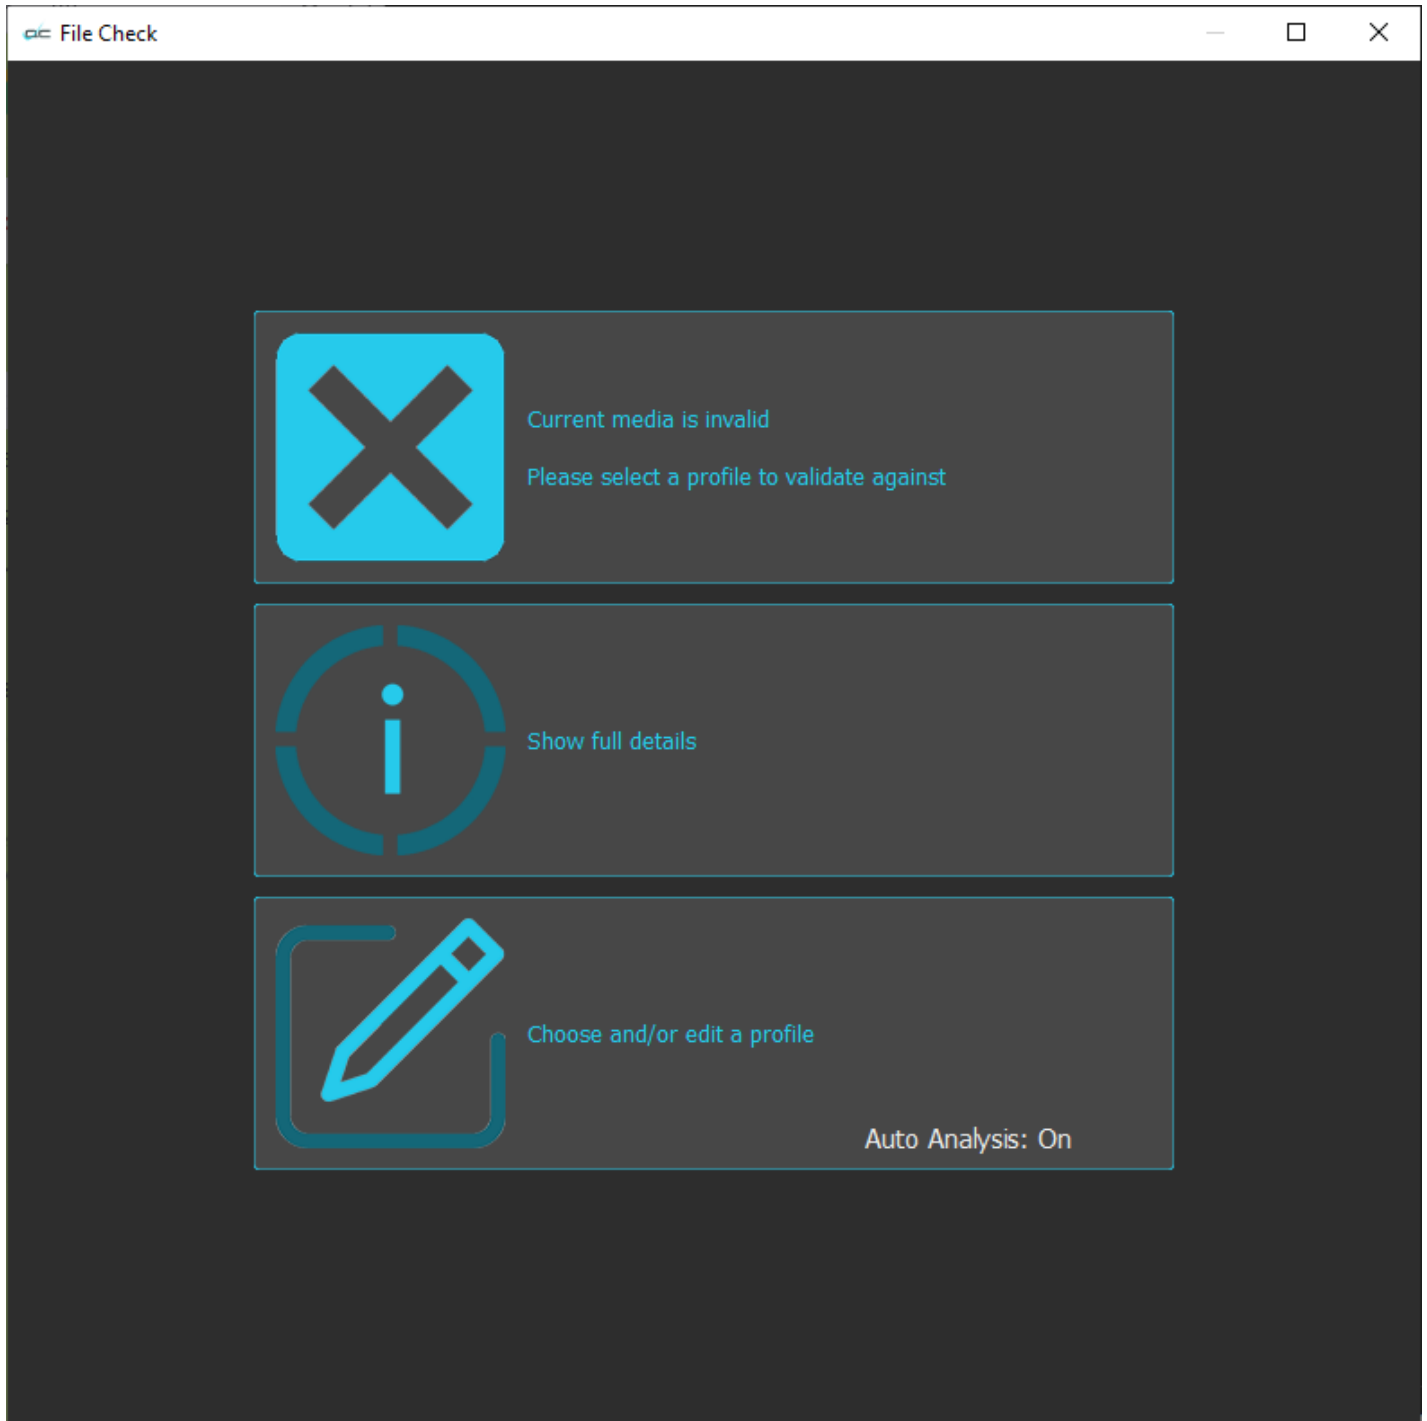 File Check
Current media is invalid
Please select a profile to validate against
Show full details
Choose and/or edit a profile
Auto Analysis: On